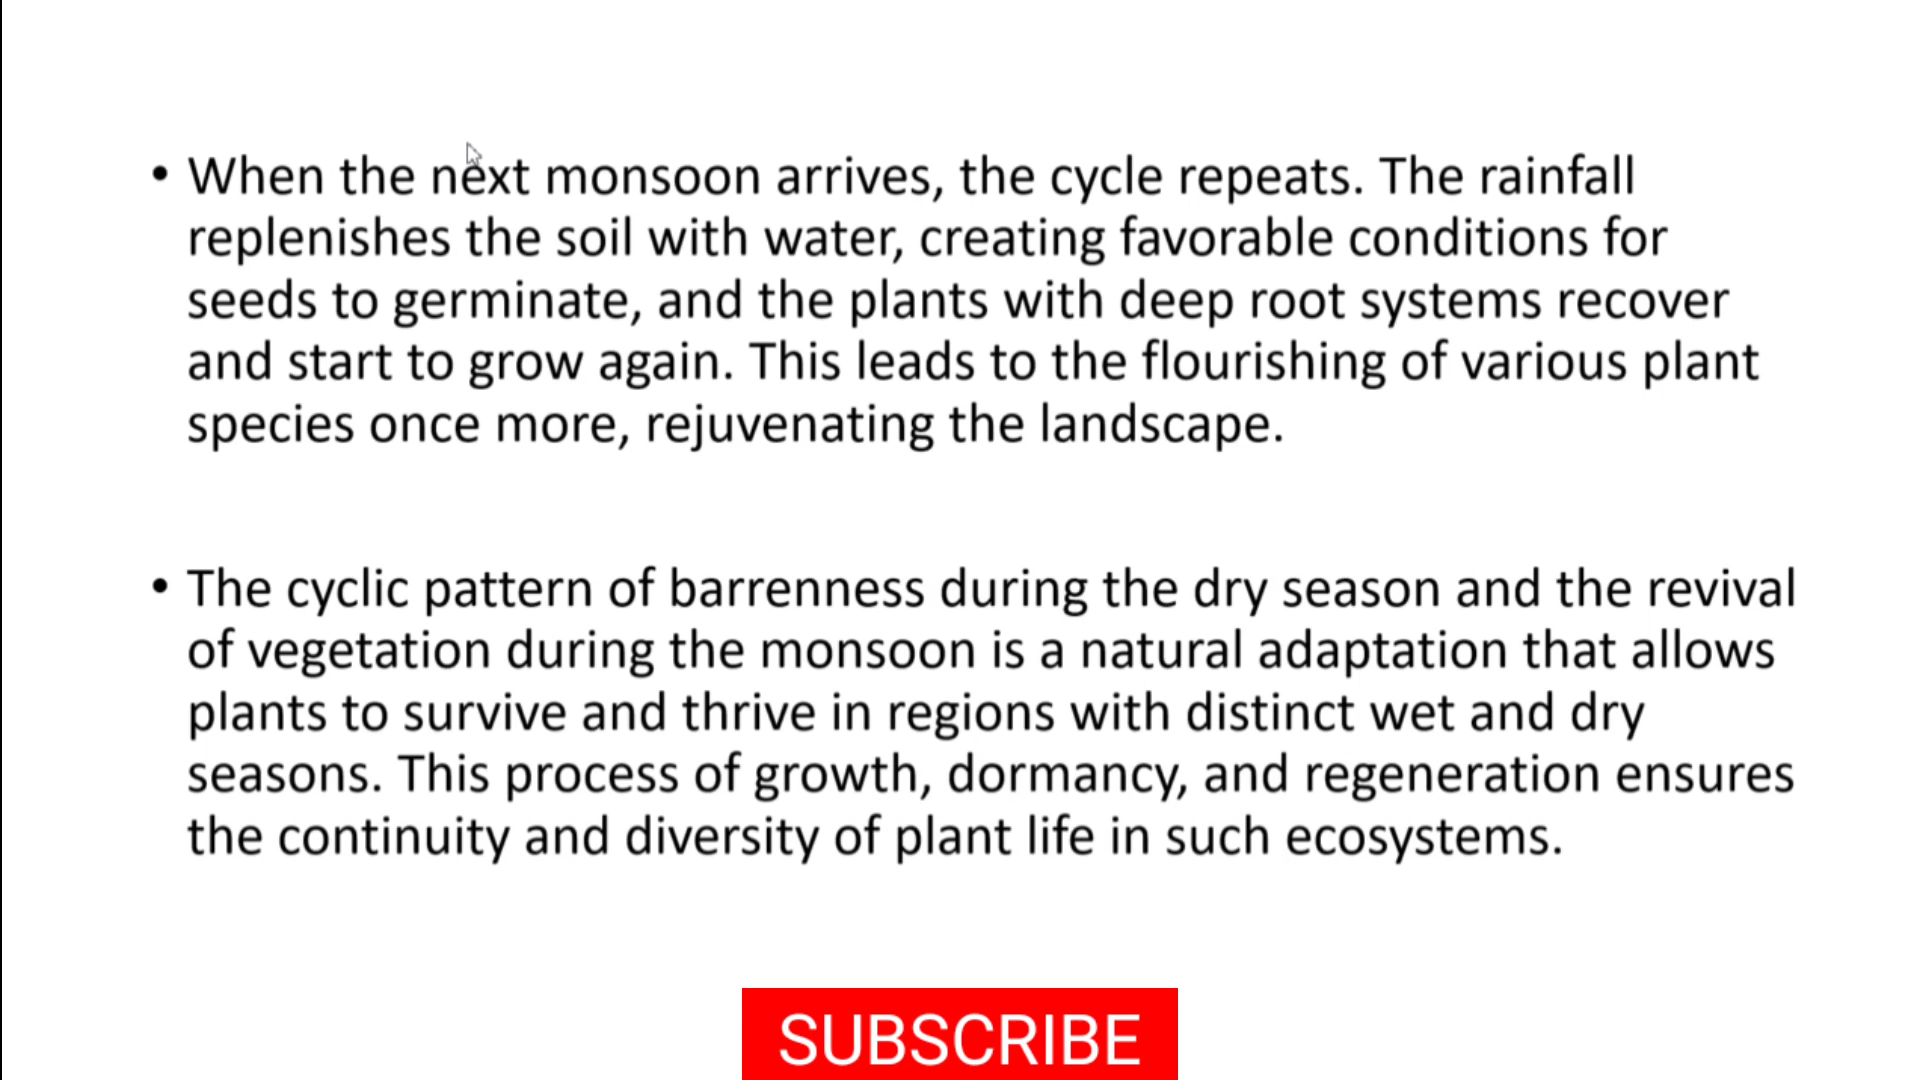 • When the next monsoon arrives, the cycle repeats. The rainfall
replenishes the soil with water, creating favorable conditions for
seeds to germinate, and the plants with deep root systems recover
and start to grow again. This leads to the flourishing of various plant
species once more, rejuvenating the landscape.
• The cyclic pattern of barrenness during the dry season and the revival
of vegetation during the monsoon is a natural adaptation that allows
plants to survive and thrive in regions with distinct wet and dry
seasons. This process of growth, dormancy, and regeneration ensures
the continuity and diversity of plant life in such ecosystems.
SUBSCRIBE